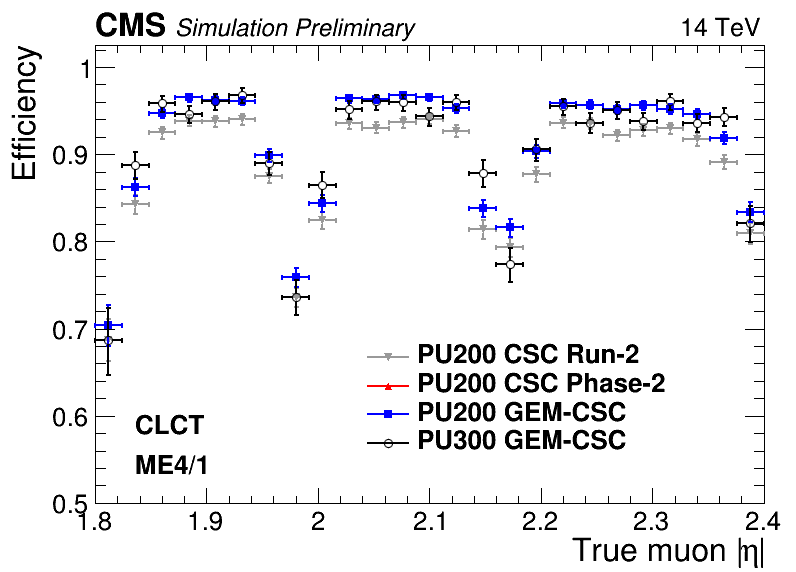 CMS Simulation Preliminary 14 TeV
Efficiency
1
0.9
0.8
0.7
0.6
0.5
PU200 CSC Run-2
PU200 CSC Phase-2
PU200 GEM-CSC
PU300 GEM-CSC
CLCT
ME4/1
1.8 1.9 2 2.1 2.2 2.3 2.4
True muon |η|